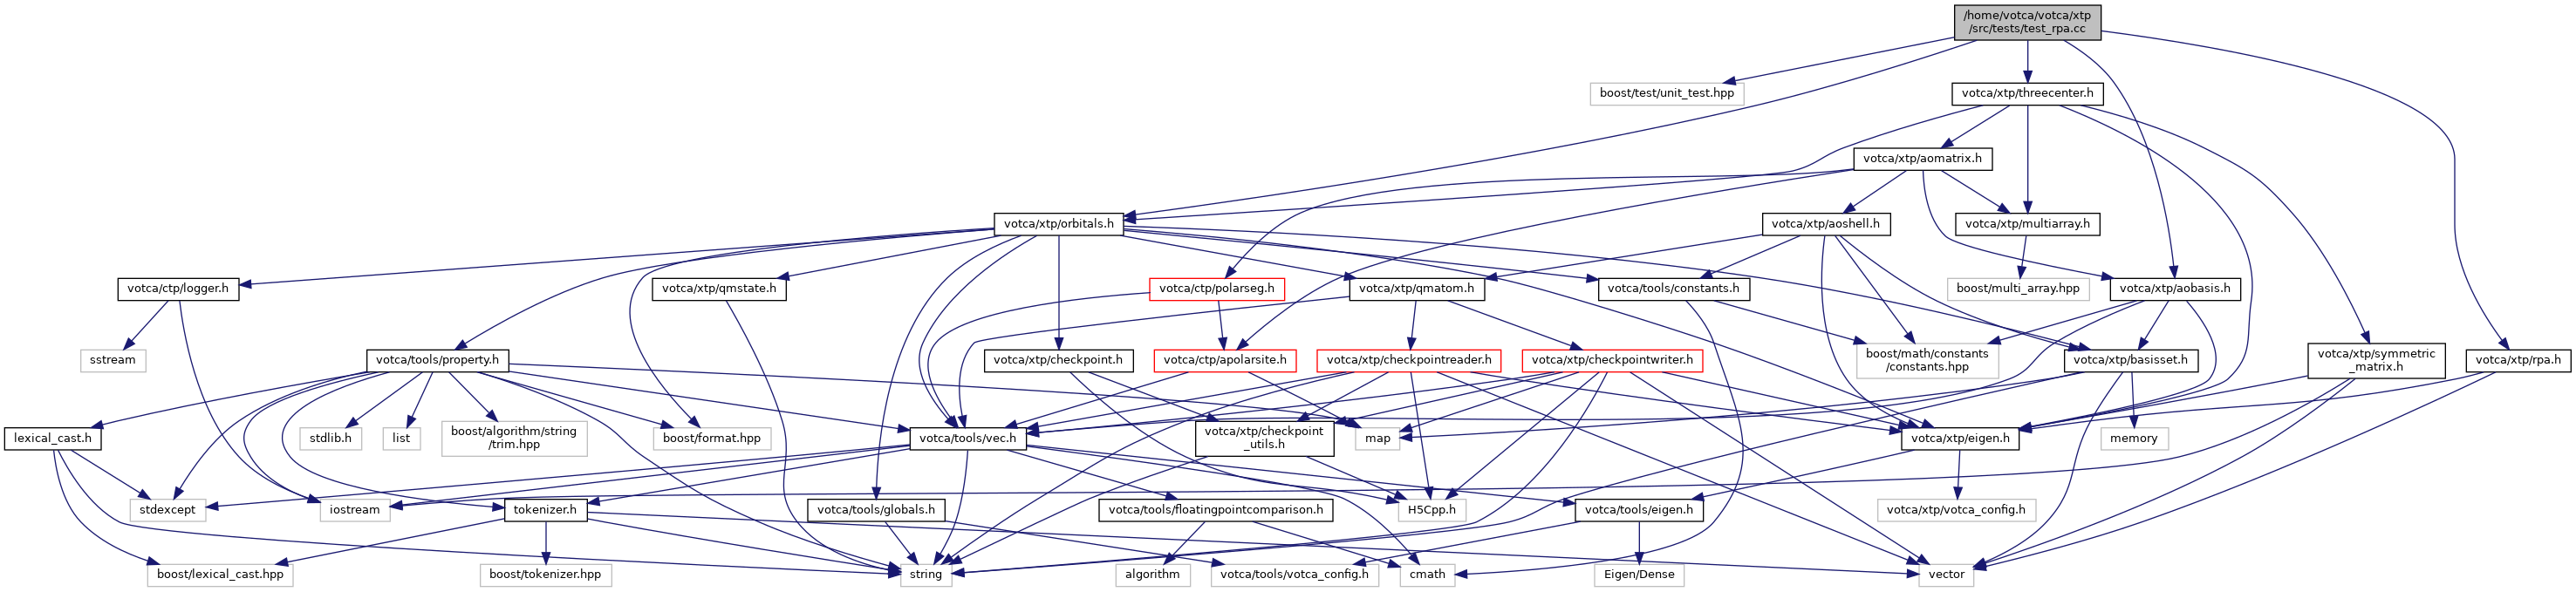 /home/votca/votca/xtp
/src/tests/test_rpa.cc
boost/test/unit_test.hpp
votca/xtp/threecenter.h
votca/xtp/aomatrix.h
votca/xtp/orbitals.h
votca/xtp/aoshell.h
votca/xtp/multiarray.h
votca/ctp/logger.h
votca/xtp/qmstate.h
votca/ctp/polarseg.h
votca/xtp/qmatom.h
votca/tools/constants.h
boost/multi_array.hpp
votca/xtp/aobasis.h
sstream
votca/tools/property.h
votca/xtp/checkpoint.h
votca/ctp/apolarsite.h
votca/xtp/checkpointreader.h
votca/xtp/checkpointwriter.h
boost/math/constants
/constants.hpp
votca/xtp/basisset.h
votca/xtp/symmetric
_matrix.h
votca/xtp/rpa.h
lexical_cast.h
stdlib.h
list
boost/algorithm/string
/trim.hpp
boost/format.hpp
votca/tools/vec.h
votca/xtp/checkpoint
_utils.h
map
votca/xtp/eigen.h
memory
stdexcept
iostream
tokenizer.h
votca/tools/globals.h
votca/tools/floatingpointcomparison.h
H5Cpp.h
votca/tools/eigen.h
votca/xtp/votca_config.h
boost/lexical_cast.hpp
boost/tokenizer.hpp
string
algorithm
votca/tools/votca_config.h
cmath
Eigen/Dense
vector